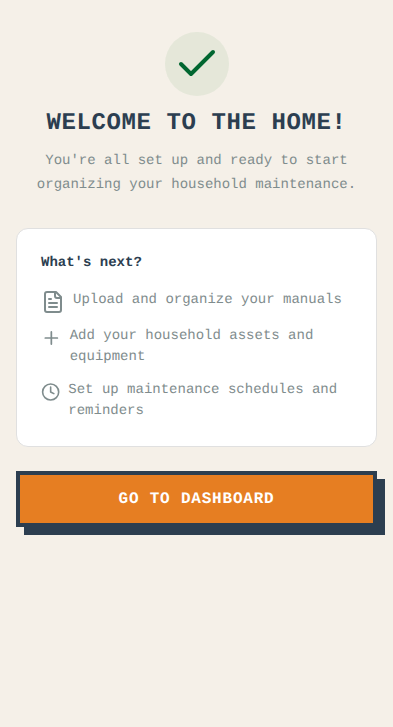 WELCOME TO THE HOME!
You're all set up and ready to start
organizing your household maintenance.
What's next?
Upload and organize your manuals
Add your household assets and
equipment
Set up maintenance schedules and
reminders
GO TO DASHBOARD